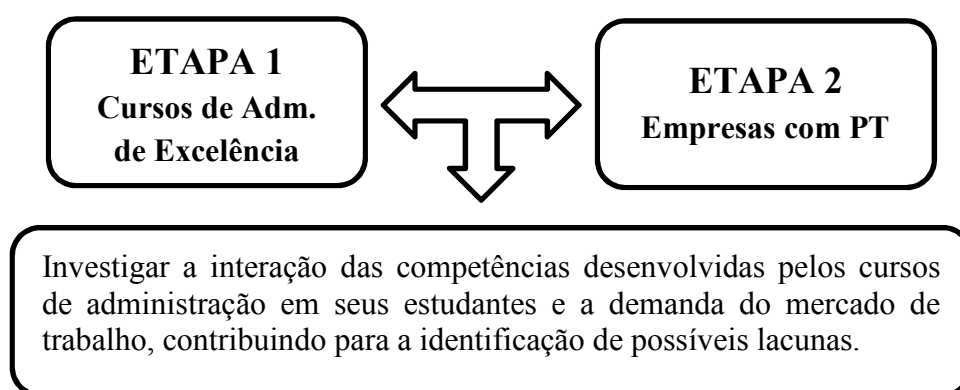 ETAPA 1
Cursos de Adm.
de Excelência
ETAPA 2
Empresas com PT
Investigar a interação das competências desenvolvidas pelos cursos
de administração em seus estudantes e a demanda do mercado de
trabalho, contribuindo para a identificação de possíveis lacunas.